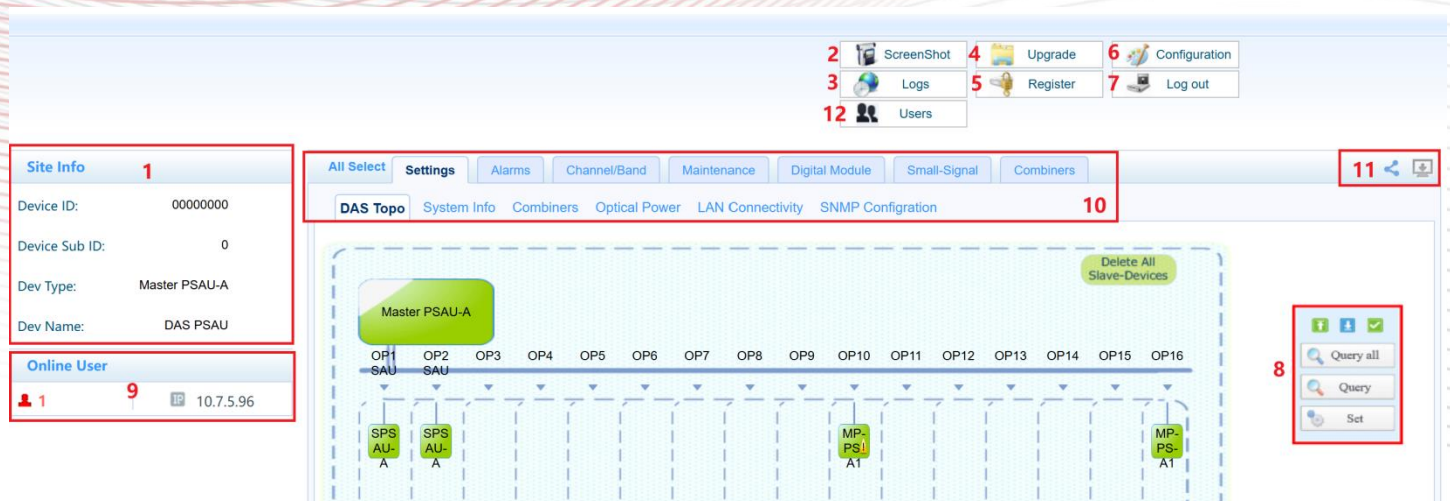 2 ScreenShot 4 Upgrade 6 Configuration
3 Logs 5 Register 7 Log out
12 Users
Site Info 1
Device ID: 00000000
Device Sub ID: 0
Dev Type: Master PSAU-A
Dev Name: DAS PSAU
Online User
9
1 IP 10.7.5.96
All Select Settings Alarms Channel/Band Maintenance Digital Module Small-Signal Combiners
11
DAS Topo System Info Combiners Optical Power LAN Connectivity SNMP Configration 10
Delete All
Slave-Devices
Master PSAU-A
OP1 OP2 OP3 OP4 OP5 OP6 OP7 OP8 OP9 OP10 OP11 OP12 OP13 OP14 OP15 OP16
SAU SAU
SPS SPS MP- MP-
AU- AU- PS- PS-
A A A1 A1
8
Query all
Query
Set